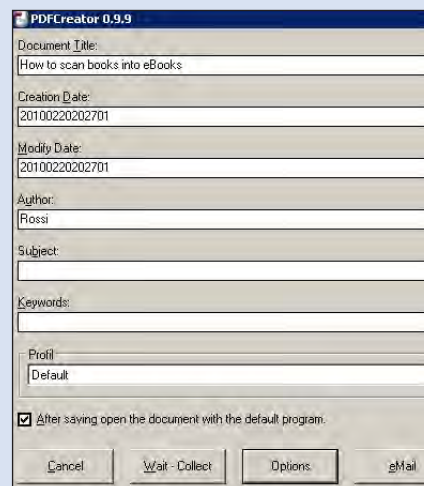 PDFCreator 0.9.9
Document Title:
How to scan books into eBooks
Creation Date:
20100220202701
Modify Date:
20100220202701
Author:
Rossi
Subject:
Keywords:
Profil
Default
After saving open the document with the default program.
Cancel Wait - Collect Options eMail